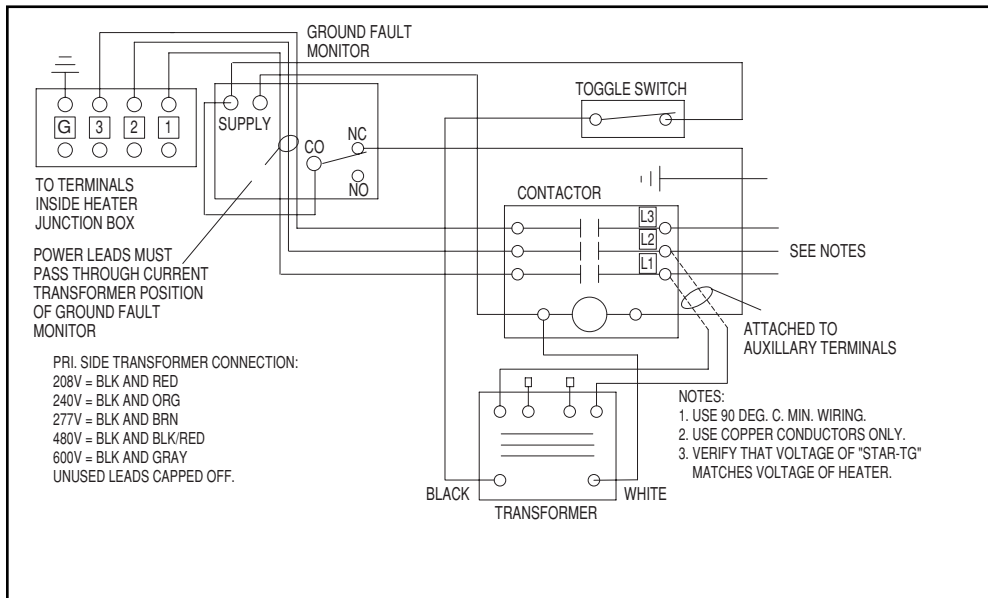 GROUND FAULT
MONITOR
G 3 2 1
SUPPLY
CO
NC
NO
TOGGLE SWITCH
TO TERMINALS
INSIDE HEATER
JUNCTION BOX
POWER LEADS MUST
PASS THROUGH CURRENT
TRANSFORMER POSITION
OF GROUND FAULT
MONITOR
CONTACTOR
L3
L2
L1
SEE NOTES
ATTACHED TO
AUXILLARY TERMINALS
PRI. SIDE TRANSFORMER CONNECTION:
208V = BLK AND RED
240V = BLK AND ORG
277V = BLK AND BRN
480V = BLK AND BLK/RED
600V = BLK AND GRAY
UNUSED LEADS CAPPED OFF.
BLACK
WHITE
TRANSFORMER
NOTES:
1. USE 90 DEG. C. MIN. WIRING.
2. USE COPPER CONDUCTORS ONLY.
3. VERIFY THAT VOLTAGE OF "STAR-TG"
MATCHES VOLTAGE OF HEATER.